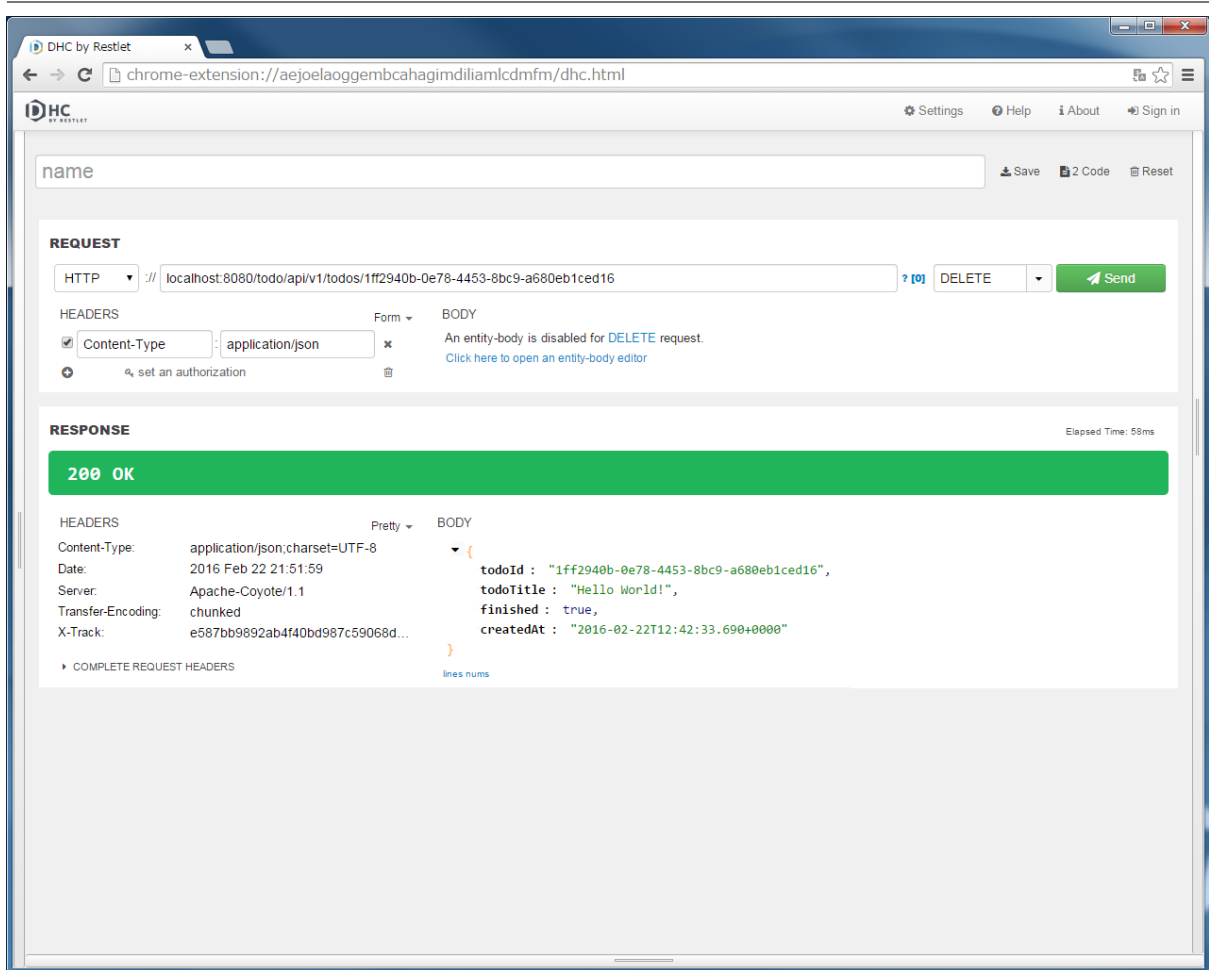 DHC by Restlet
chrome-extension://aejoelaoggembcahagimdiliamlcdmfm/dhc.html
DHC
BY RESTLET
Settings Help About Sign in
name
Save 2 Code Reset
REQUEST
HTTP :// localhost:8080/todo/api/v1/todos/1ff2940b-0e78-4453-8bc9-a680eb1ced16 ? [0] DELETE Send
HEADERS Form BODY
Content-Type : application/json An entity-body is disabled for DELETE request.
Click here to open an entity-body editor
set an authorization
RESPONSE Elapsed Time: 58ms
200 OK
HEADERS Pretty BODY
Content-Type: application/json;charset=UTF-8 {
Date: 2016 Feb 22 21:51:59 todoId : "1ff2940b-0e78-4453-8bc9-a680eb1ced16",
Server: Apache-Coyote/1.1 todoTitle : "Hello World!",
Transfer-Encoding: chunked finished : true,
X-Track: e587bb9892ab4f40bd987c59068d... createdAt : "2016-02-22T12:42:33.690+0000"
}
COMPLETE REQUEST HEADERS
lines nums